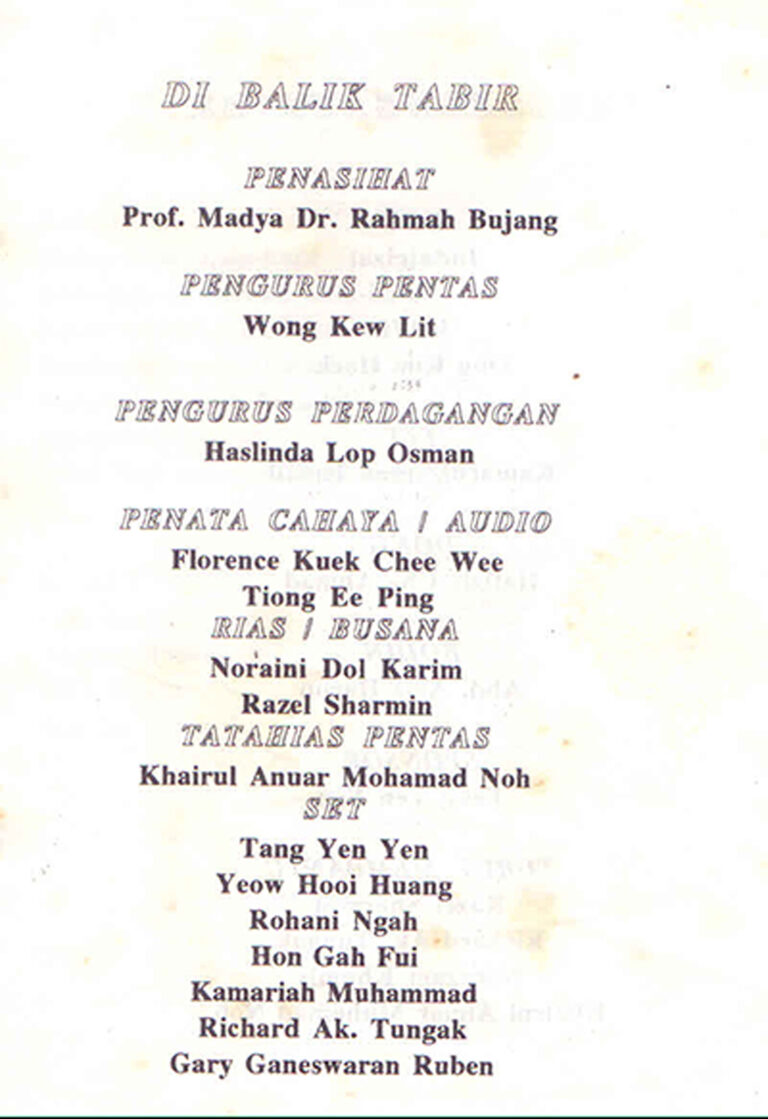 DI BALIK TABIR
PENASIHAT
Prof. Madya Dr. Rahmah Bujang
PENGURUS PENTAS
Wong Kew Lit
PENGURUS PERDAGANGAN
Haslinda Lop Osman
PENATA CAHAYA / AUDIO
Florence Kuek Chee Wee
Tiong Ee Ping
RIAS / BUSANA
Noraini Dol Karim
Razel Sharmin
TATAHIAS PENTAS
Khairul Anuar Mohamad Noh
SET
Tang Yen Yen
Yeow Hooi Huang
Rohani Ngah
Hon Gah Fui
Kamariah Muhammad
Richard Ak. Tungak
Gary Ganeswaran Ruben